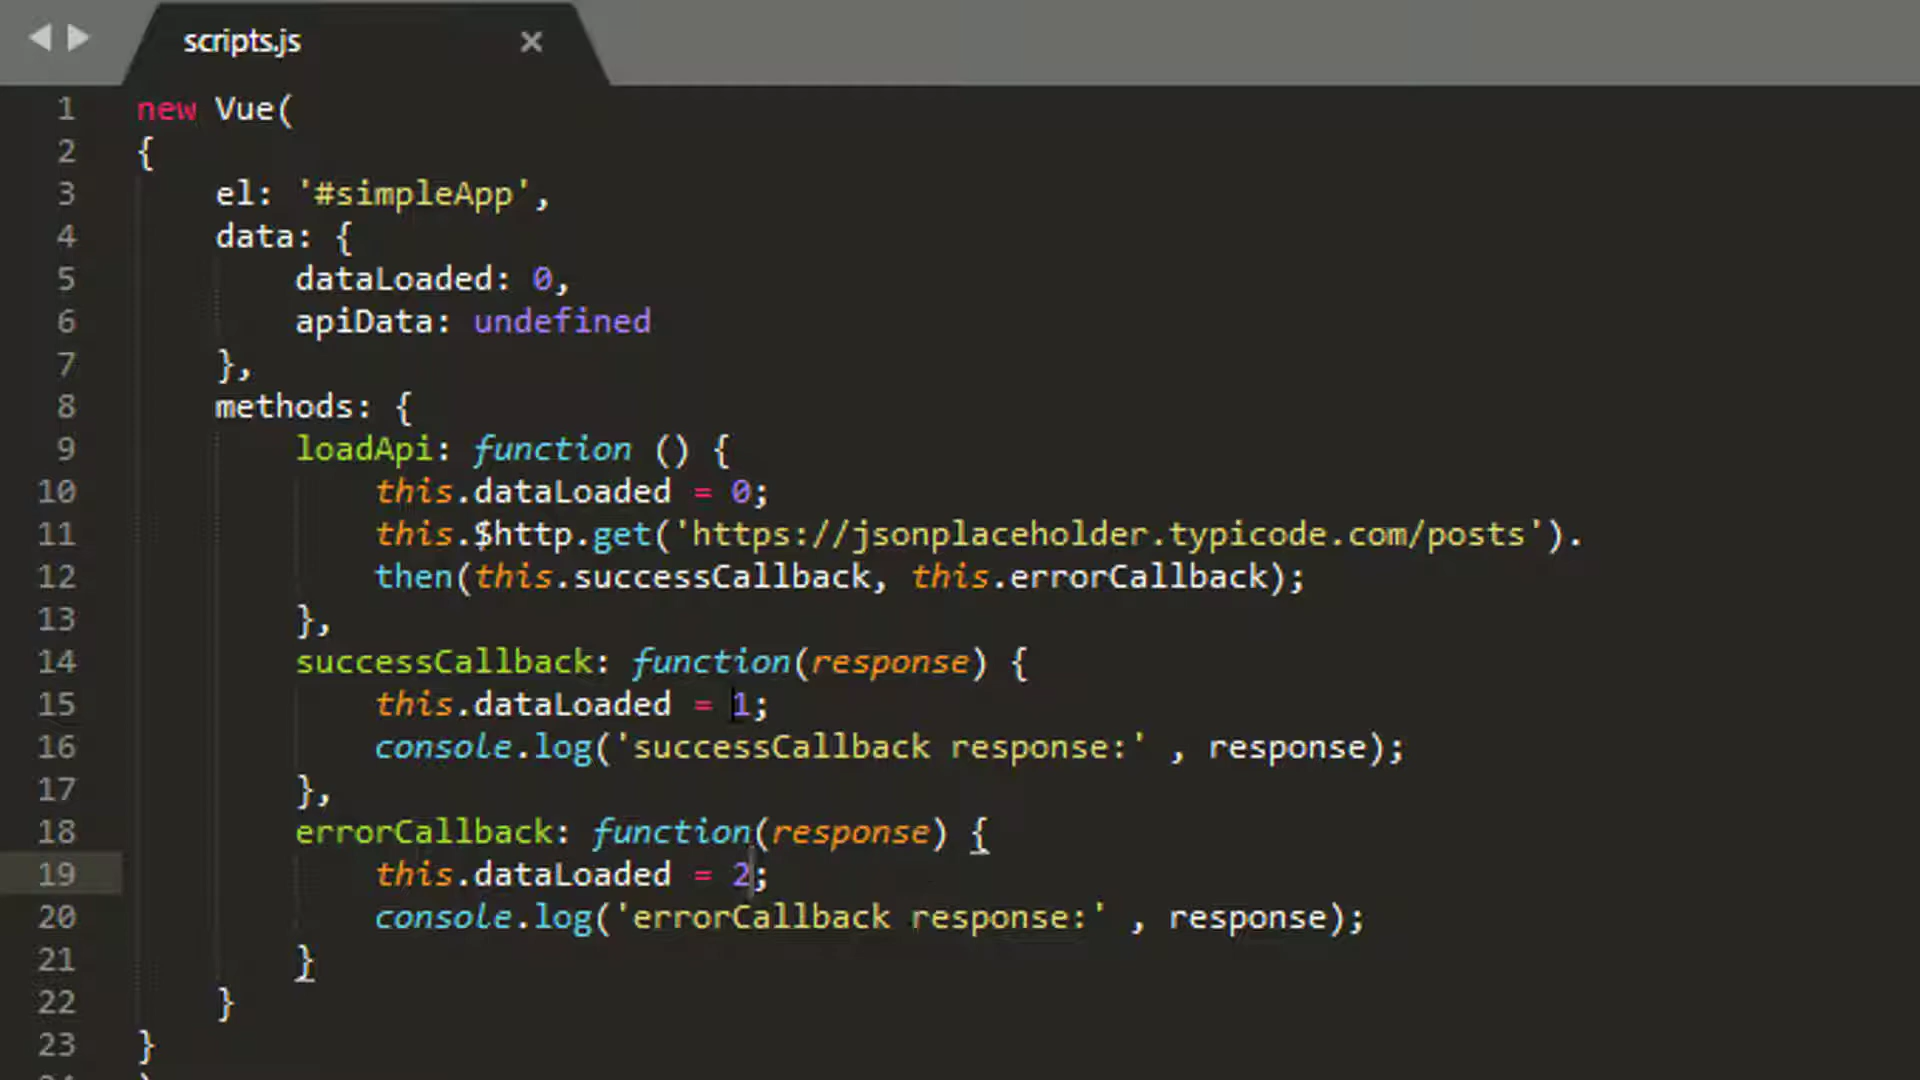 scripts.js ×
1 new Vue(
2 {
3     el: '#simpleApp',
4     data: {
5         dataLoaded: 0,
6         apiData: undefined
7     },
8     methods: {
9         loadApi: function () {
10             this.dataLoaded = 0;
11             this.$http.get('https://jsonplaceholder.typicode.com/posts').
12             then(this.successCallback, this.errorCallback);
13         },
14         successCallback: function(response) {
15             this.dataLoaded = 1;
16             console.log('successCallback response:' , response);
17         },
18         errorCallback: function(response) {
19             this.dataLoaded = 2;
20             console.log('errorCallback response:' , response);
21         }
22     }
23 }